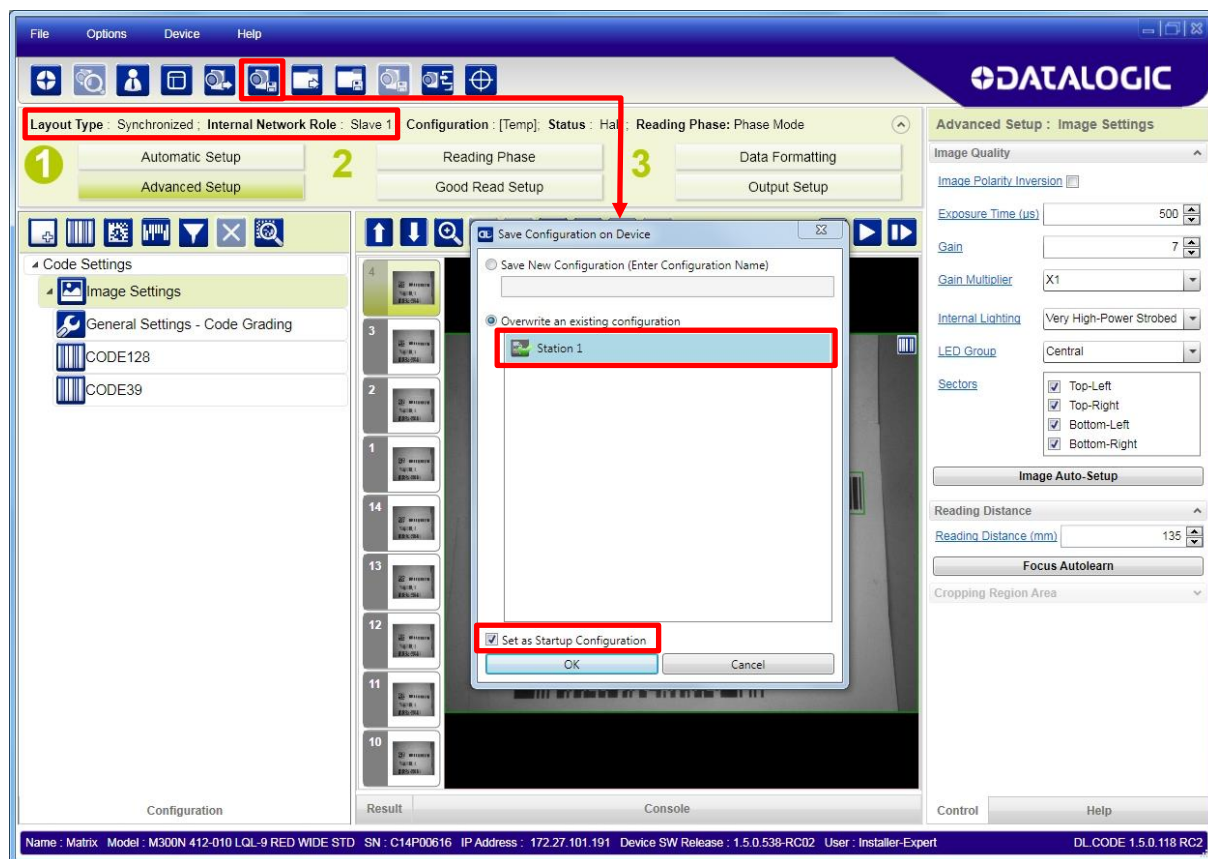 File Options Device Help
DATALOGIC
Layout Type : Synchronized ; Internal Network Role : Slave 1 Configuration : [Temp]; Status : Hal ; Reading Phase: Phase Mode
1 Automatic Setup 2 Reading Phase 3 Data Formatting
Advanced Setup Good Read Setup Output Setup
Code Settings
Image Settings
General Settings - Code Grading
CODE128
CODE39
Configuration
4
3
2
1
14
13
12
11
10
Result Console
Save Configuration on Device
Save New Configuration (Enter Configuration Name)
Overwrite an existing configuration
Station 1
Set as Startup Configuration
OK Cancel
Advanced Setup : Image Settings
Image Quality
Image Polarity Inversion
Exposure Time (µs) 500
Gain 7
Gain Multiplier X1
Internal Lighting Very High-Power Strobed
LED Group Central
Sectors Top-Left
Top-Right
Bottom-Left
Bottom-Right
Image Auto-Setup
Reading Distance
Reading Distance (mm) 135
Focus Autolearn
Cropping Region Area
Control Help
Name : Matrix Model : M300N 412-010 LQL-9 RED WIDE STD SN : C14P00616 IP Address : 172.27.101.191 Device SW Release : 1.5.0.538-RC02 User : Installer-Expert DL.CODE 1.5.0.118 RC2